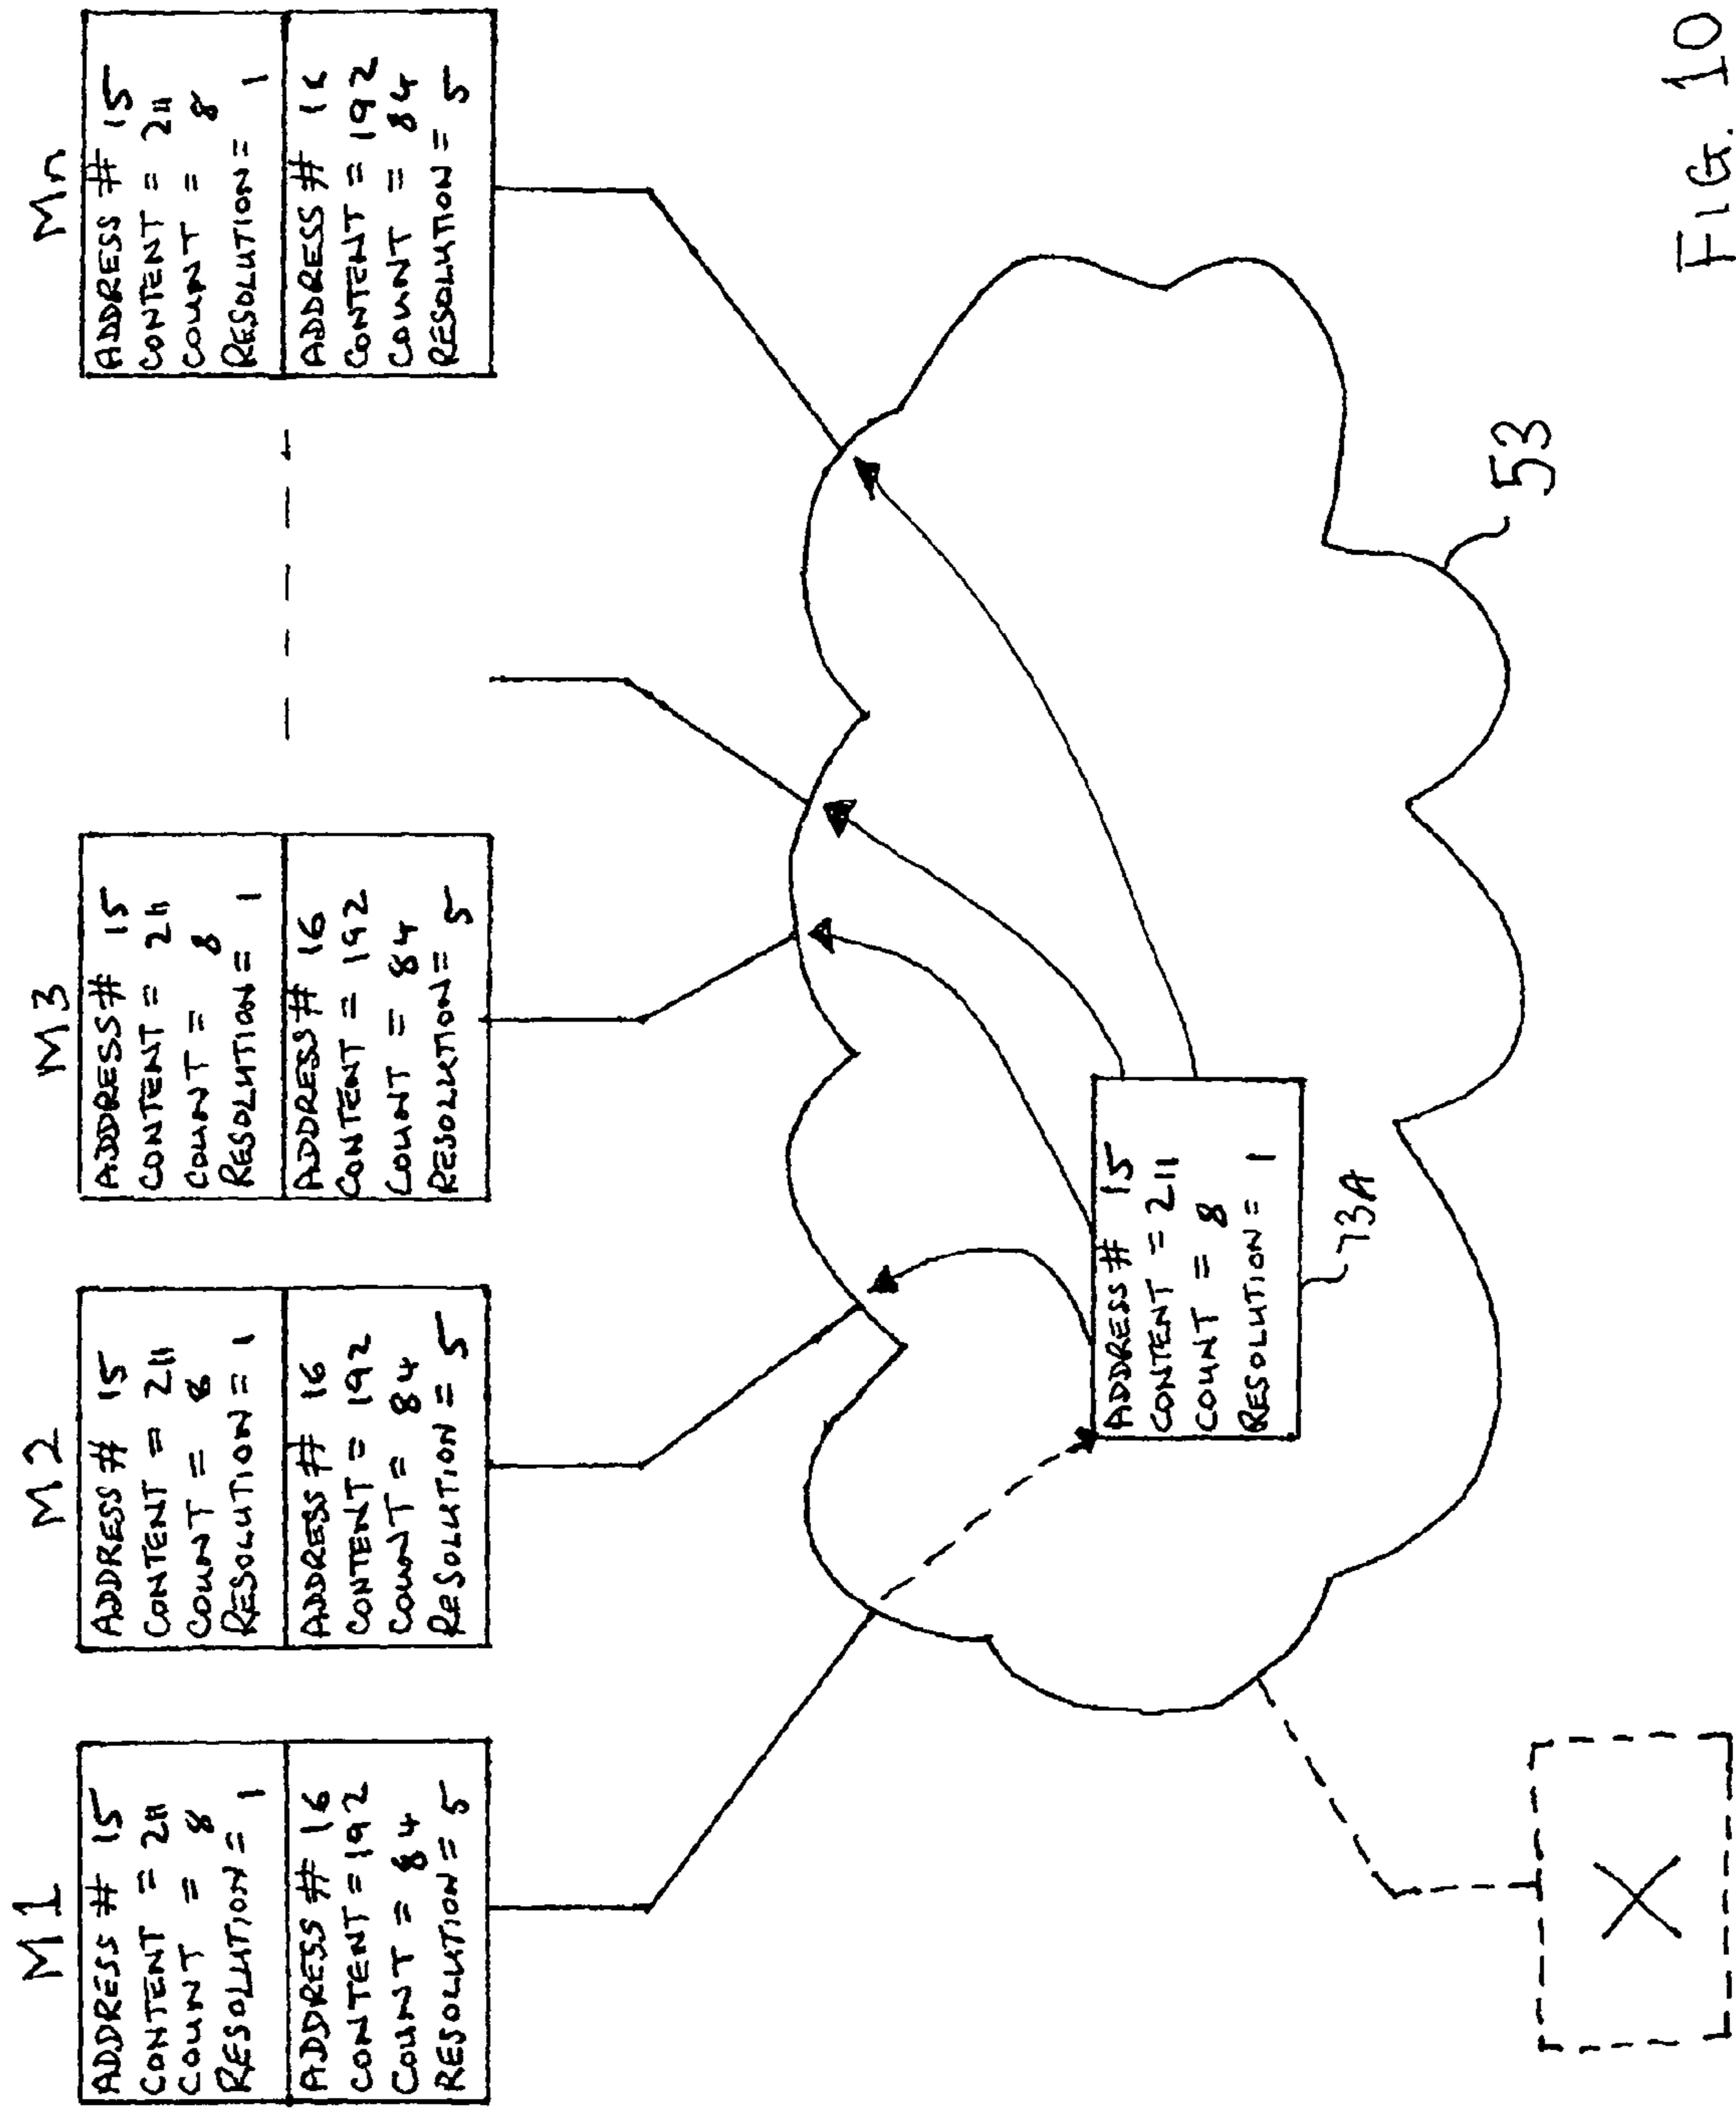 M1
ADDRESS # 15
CONTENT = 211
COUNT = 8
RESOLUTION = 1
ADDRESS # 16
CONTENT = 192
COUNT = 84
RESOLUTION = 5
M2
ADDRESS # 15
CONTENT = 211
COUNT = 8
RESOLUTION = 1
ADDRESS # 16
CONTENT = 192
COUNT = 84
RESOLUTION = 5
M3
ADDRESS # 15
CONTENT = 211
COUNT = 8
RESOLUTION = 1
ADDRESS # 16
CONTENT = 192
COUNT = 84
RESOLUTION = 5
Mn
ADDRESS # 15
CONTENT = 211
COUNT = 8
RESOLUTION = 1
ADDRESS # 16
CONTENT = 192
COUNT = 84
RESOLUTION = 5
ADDRESS # 15
CONTENT = 211
COUNT = 8
RESOLUTION = 1
73A
53
X
FIG. 10